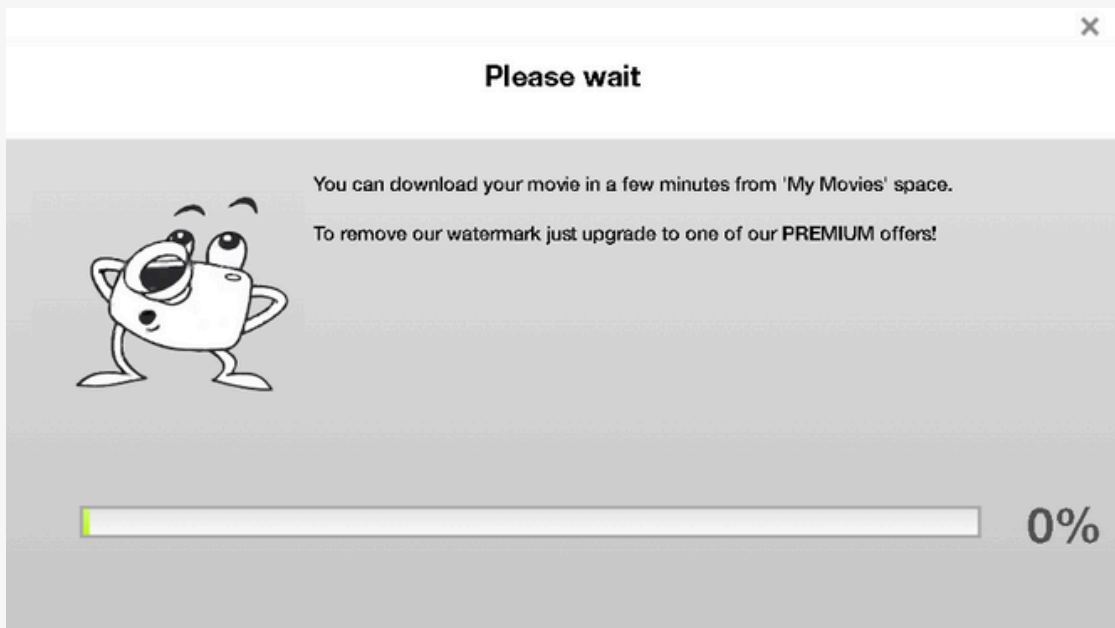 Please wait
You can download your movie in a few minutes from 'My Movies' space.
To remove our watermark just upgrade to one of our PREMIUM offers!
0%